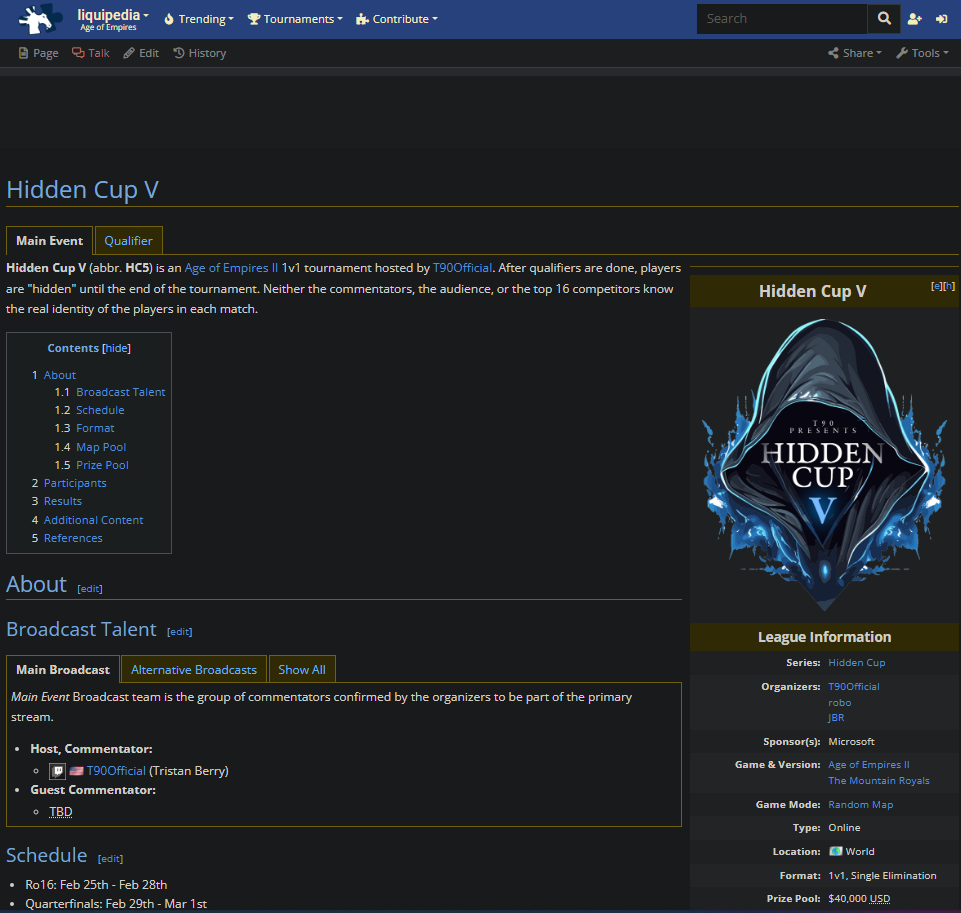 liquipedia
Age of Empires
Trending
Tournaments
Contribute
Search
Page
Talk
Edit
History
Share
Tools
Hidden Cup V
Main Event
Qualifier
Hidden Cup V (abbr. HC5) is an Age of Empires II 1v1 tournament hosted by T90Official. After qualifiers are done, players
are "hidden" until the end of the tournament. Neither the commentators, the audience, or the top 16 competitors know
the real identity of the players in each match.
Contents [hide]
1 About
1.1 Broadcast Talent
1.2 Schedule
1.3 Format
1.4 Map Pool
1.5 Prize Pool
2 Participants
3 Results
4 Additional Content
5 References
About [edit]
Broadcast Talent [edit]
Main Broadcast
Alternative Broadcasts
Show All
Main Event Broadcast team is the group of commentators confirmed by the organizers to be part of the primary
stream.
Host, Commentator:
T90Official (Tristan Berry)
Guest Commentator:
TBD
Schedule [edit]
Ro16: Feb 25th - Feb 28th
Quarterfinals: Feb 29th - Mar 1st
Hidden Cup V [e][h]
T90
PRESENTS
HIDDEN
CUP
V
League Information
Series: Hidden Cup
Organizers: T90Official
robo
JBR
Sponsor(s): Microsoft
Game & Version: Age of Empires II
The Mountain Royals
Game Mode: Random Map
Type: Online
Location: World
Format: 1v1, Single Elimination
Prize Pool: $40,000 USD